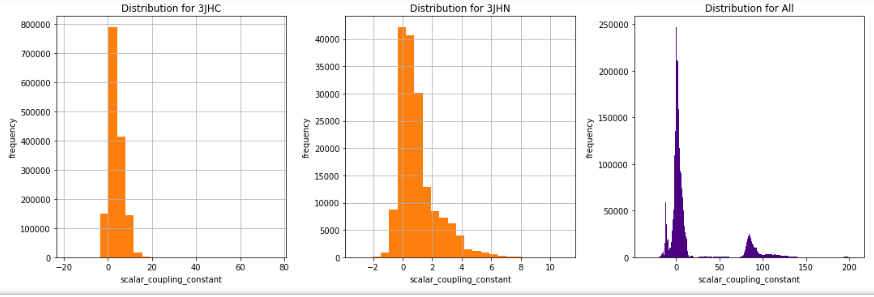 Distribution for 3JHC
800000
700000
600000
500000
400000
300000
200000
100000
0
frequency
−20 0 20 40 60 80
scalar_coupling_constant
Distribution for 3JHN
40000
35000
30000
25000
20000
15000
10000
5000
0
frequency
−2 0 2 4 6 8 10
scalar_coupling_constant
Distribution for All
250000
200000
150000
100000
50000
0
frequency
0 50 100 150 200
scalar_coupling_constant